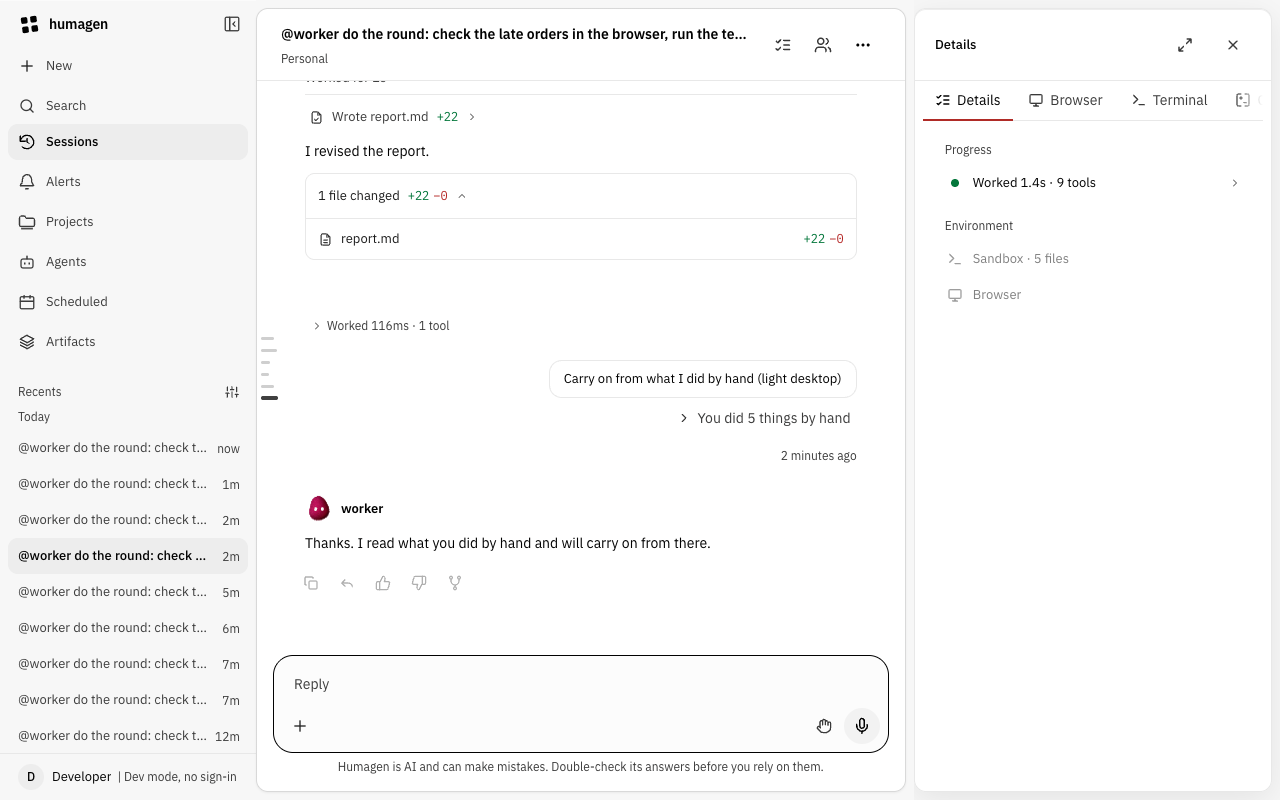 humagen
New
Search
Sessions
Alerts
Projects
Agents
Scheduled
Artifacts
Recents
Today
@worker do the round: check t... now
@worker do the round: check t... 1m
@worker do the round: check t... 2m
@worker do the round: check ... 2m
@worker do the round: check t... 5m
@worker do the round: check t... 6m
@worker do the round: check t... 7m
@worker do the round: check t... 7m
@worker do the round: check t... 12m
D Developer | Dev mode, no sign-in
@worker do the round: check the late orders in the browser, run the te...
Personal
Wrote report.md +22
I revised the report.
1 file changed +22 −0
report.md +22 −0
Worked 116ms · 1 tool
Carry on from what I did by hand (light desktop)
You did 5 things by hand
2 minutes ago
worker
Thanks. I read what you did by hand and will carry on from there.
Reply
Humagen is AI and can make mistakes. Double-check its answers before you rely on them.
Details
Details Browser Terminal
Progress
Worked 1.4s · 9 tools
Environment
Sandbox · 5 files
Browser